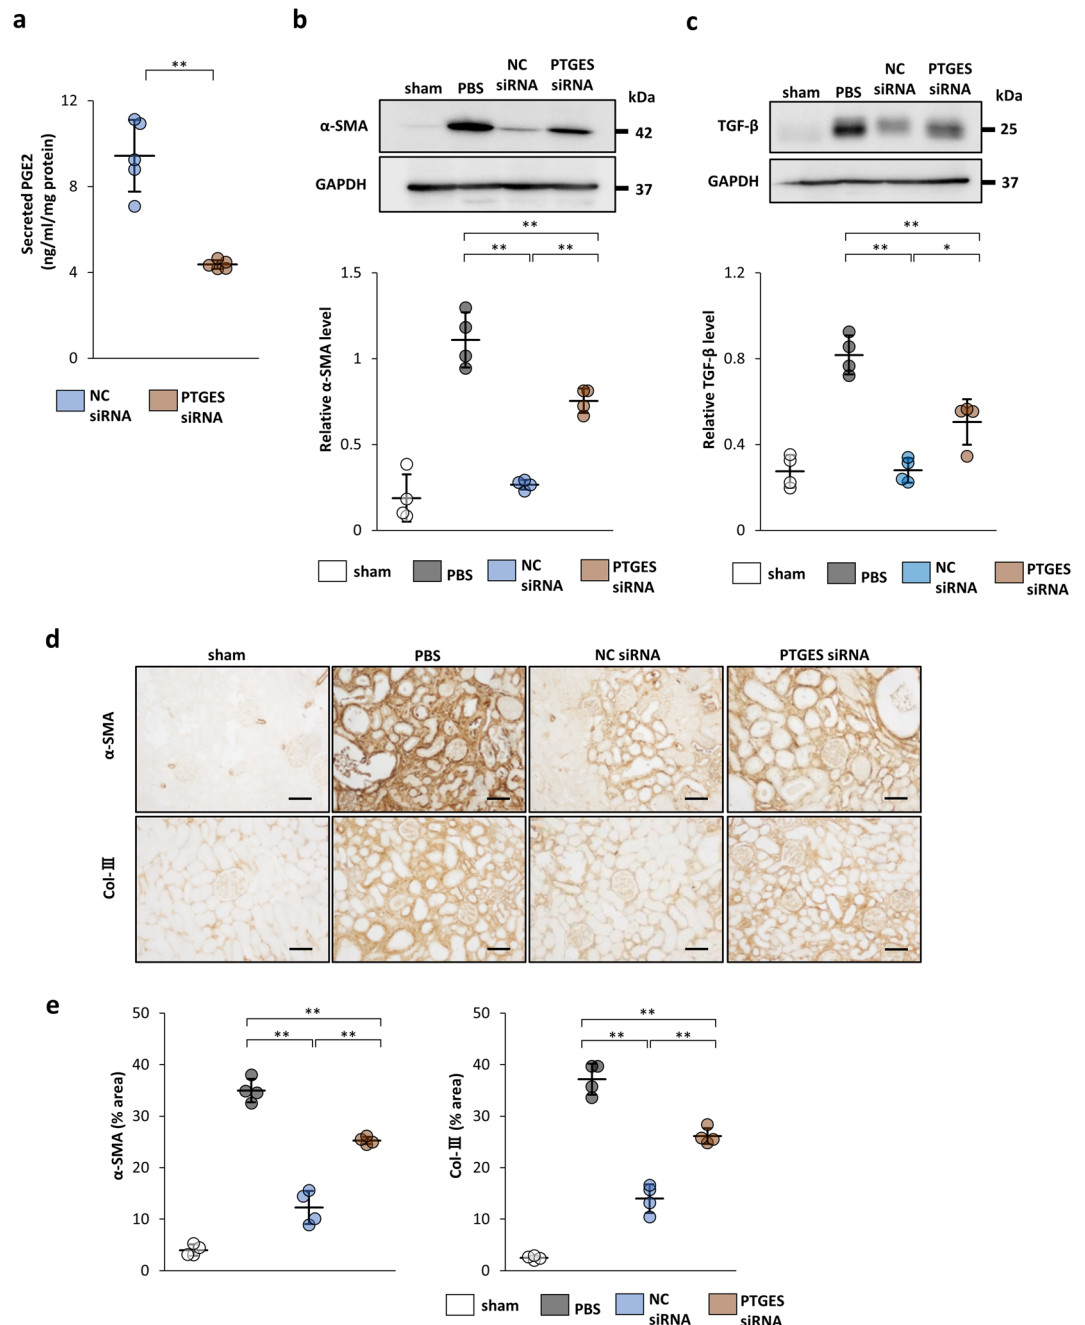 a
**
Secreted PGE2
(ng/ml/mg protein)
12
8
4
0
NC
siRNA
PTGES
siRNA
b
sham
PBS
NC
siRNA
PTGES
siRNA
kDa
α-SMA
42
GAPDH
37
**
**
**
Relative α-SMA level
1.5
1
0.5
0
sham
PBS
NC
siRNA
PTGES
siRNA
c
sham
PBS
NC
siRNA
PTGES
siRNA
kDa
TGF-β
25
GAPDH
37
**
**
*
Relative TGF-β level
1.2
0.8
0.4
0
sham
PBS
NC
siRNA
PTGES
siRNA
d
sham
PBS
NC siRNA
PTGES siRNA
α-SMA
Col-Ⅲ
e
α-SMA (% area)
50
40
30
20
10
0
**
**
**
Col-Ⅲ (% area)
50
40
30
20
10
0
**
**
**
sham
PBS
NC
siRNA
PTGES
siRNA